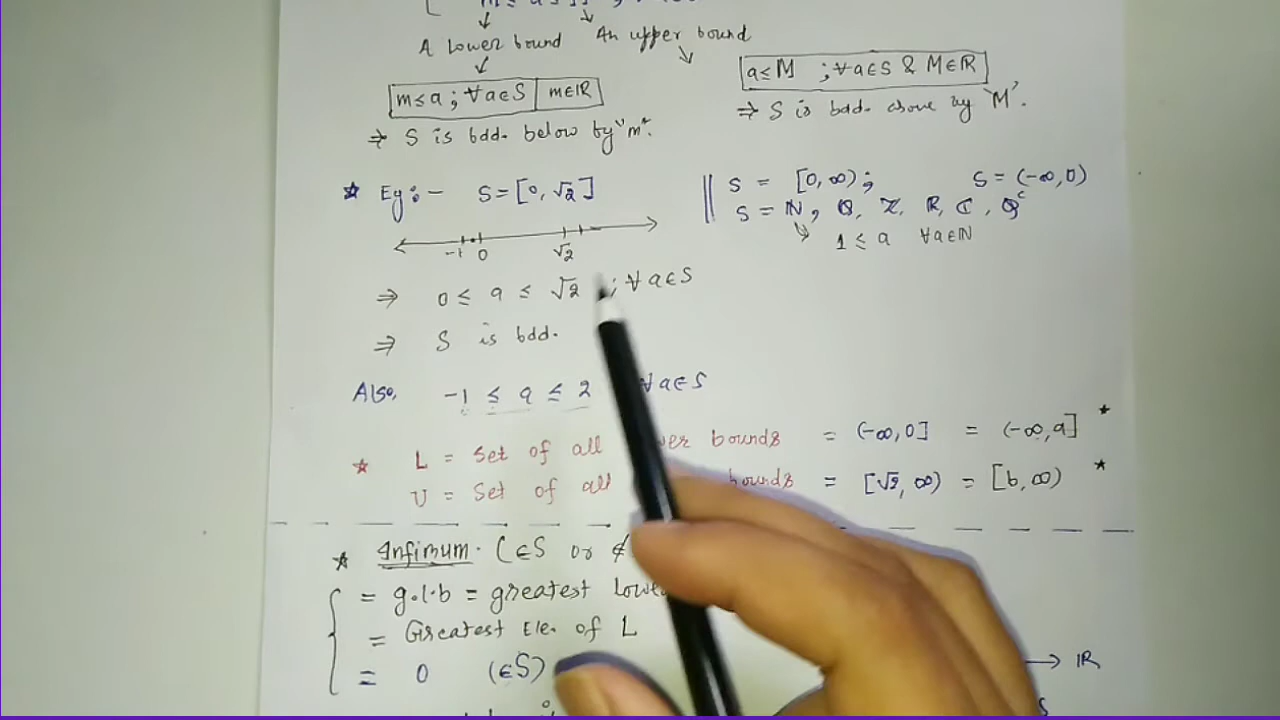 A Lower bound An upper bound
m ≤ a ; ∀a∈S | m∈ℝ
a ≤ M ; ∀a∈S & M∈ℝ
⇒ S is bdd. below by "m".
⇒ S is bdd. above by 'M'.
☆ Eg:- S = [0, √2]
S = [0, ∞); S = (-∞, 0)
S = ℕ, ℚ, ℤ, ℝ, ℂ, ℚᶜ
1 ≤ a ∀a∈ℕ
-1 0 √2
⇒ 0 ≤ a ≤ √2 ; ∀a∈S
⇒ S is bdd.
Also, -1 ≤ a ≤ 2 ∀a∈S
☆ L = Set of all bounds = (-∞, 0] = (-∞, a] ★
U = Set of all bounds = [√2, ∞) = [b, ∞) ★
☆ Infimum. (∈S or ∉
= g.l.b = greatest
= Greatest Ele. of L
= 0 (∈S)
→ ℝ